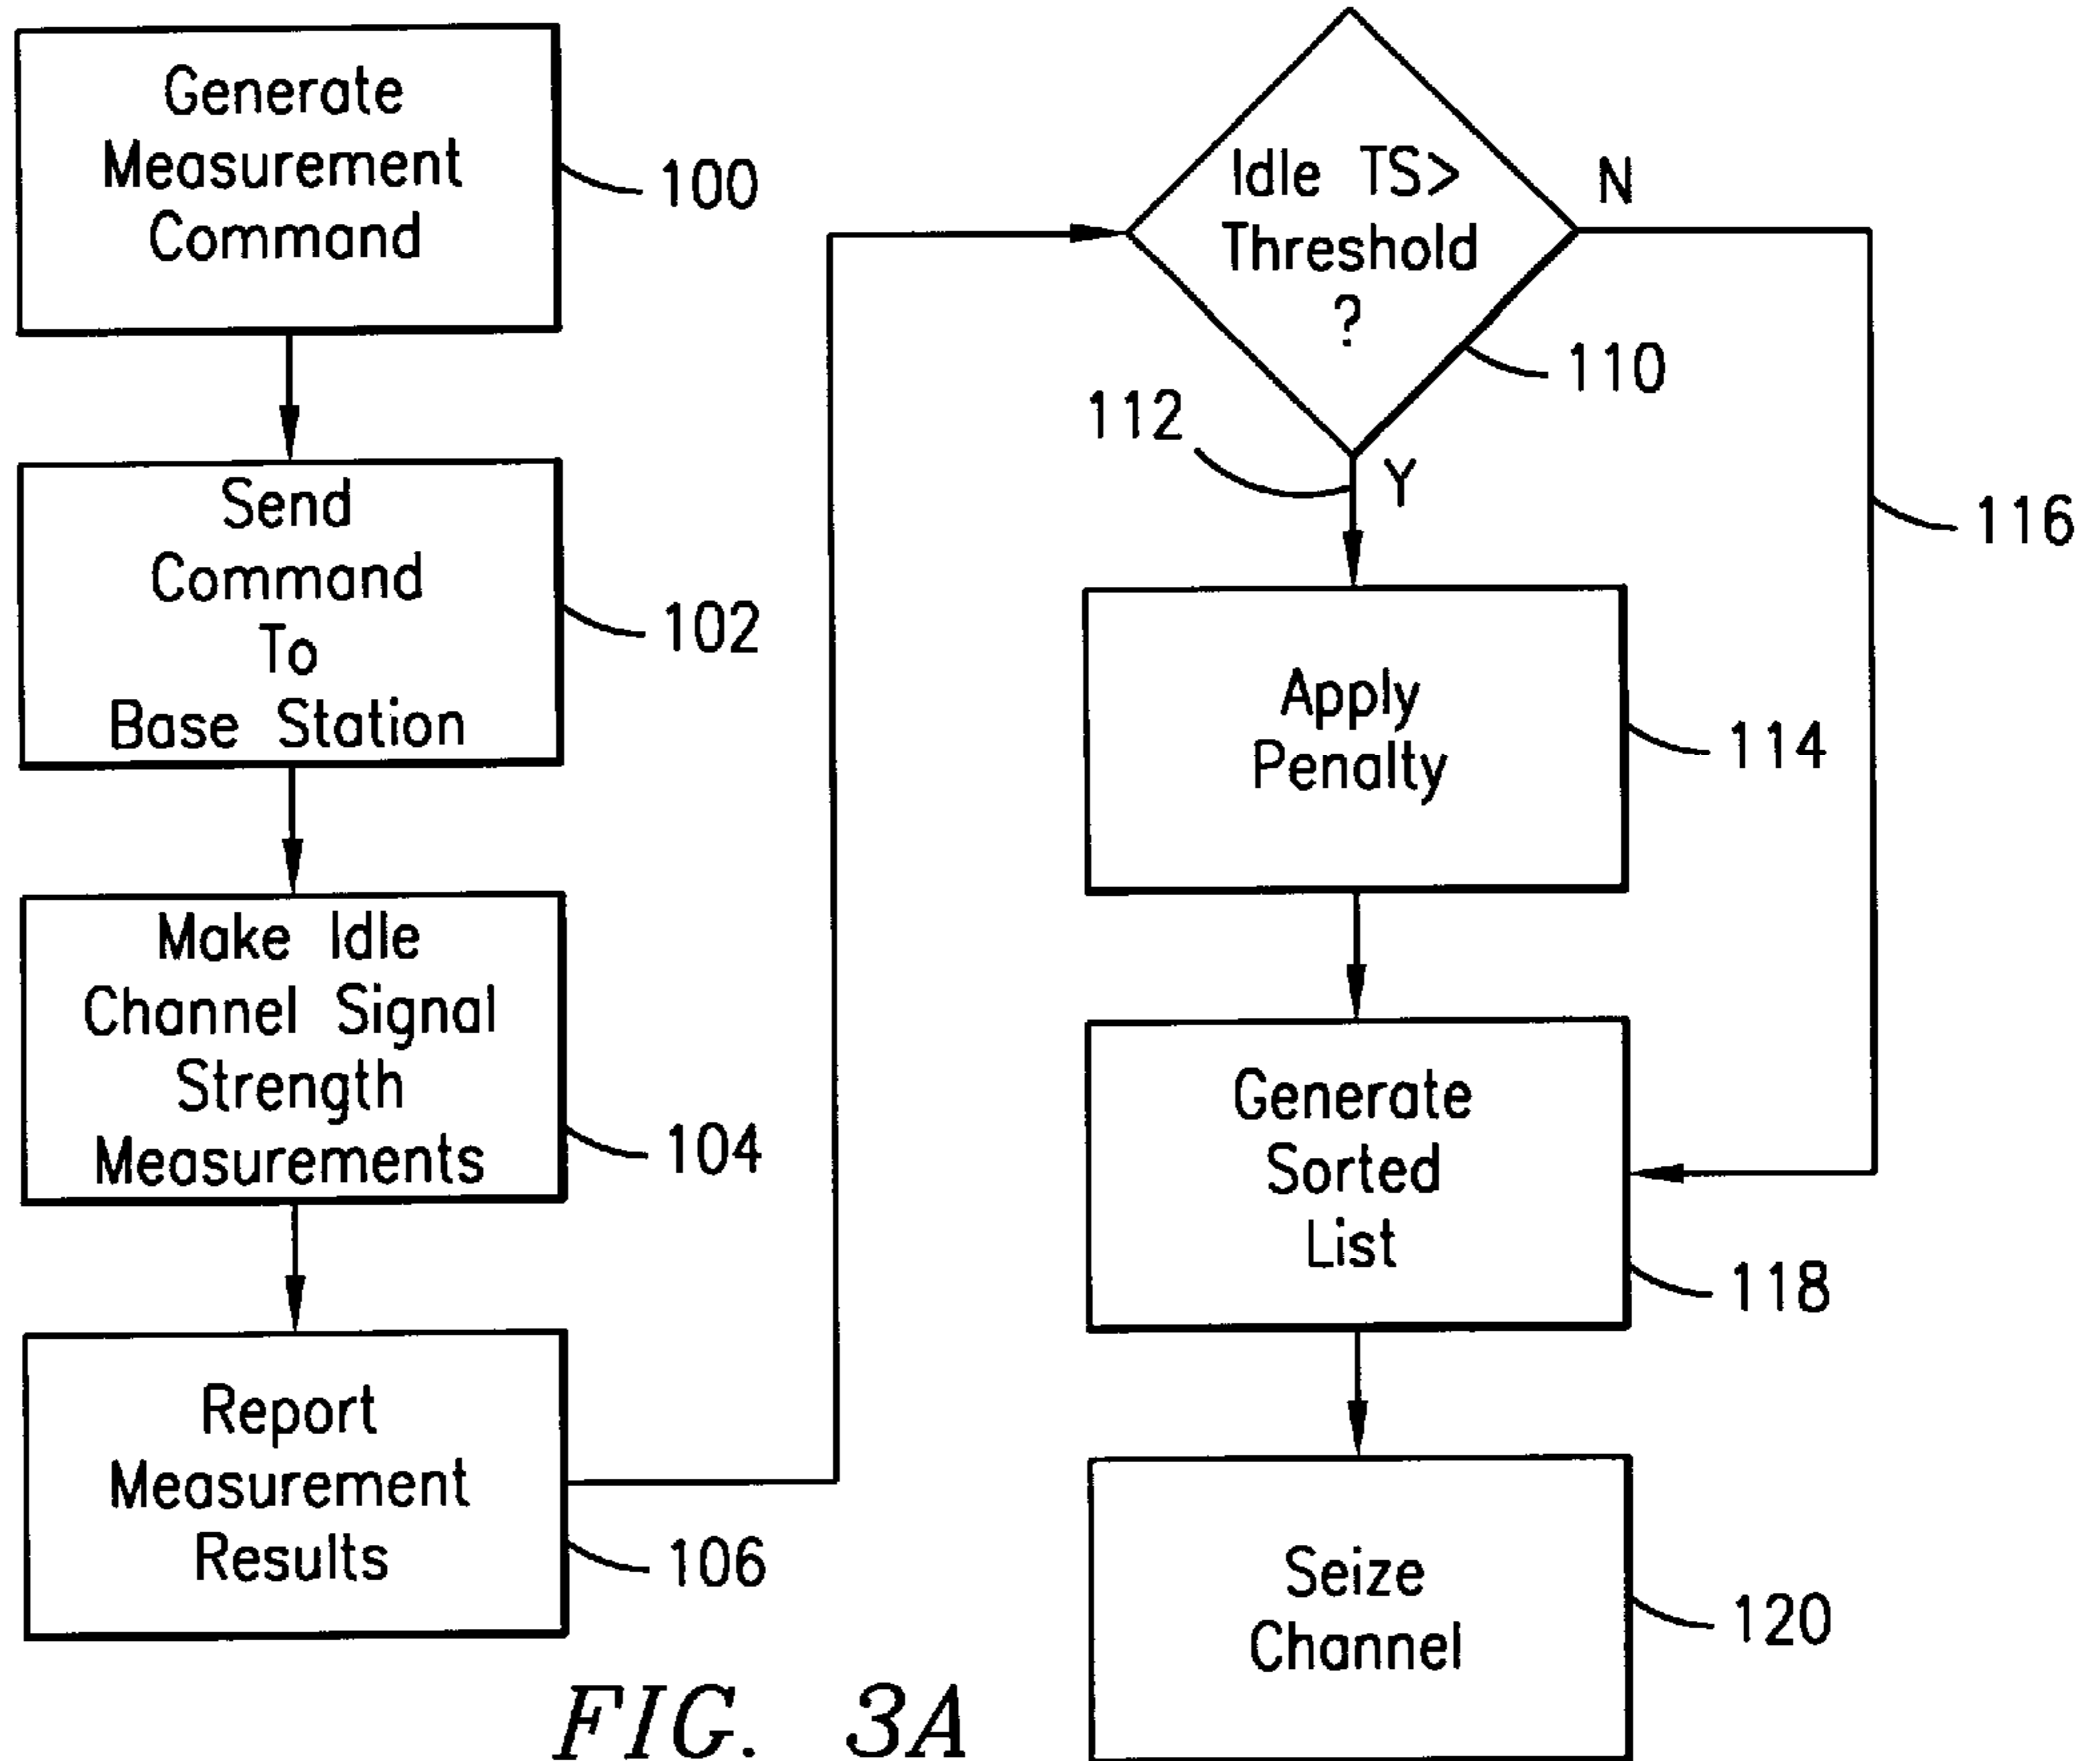 Generate
Measurement
Command
100
Send
Command
To
Base Station
102
Make Idle
Channel Signal
Strength
Measurements
104
Report
Measurement
Results
106
Idle TS>
Threshold
?
N
110
112
Y
116
Apply
Penalty
114
Generate
Sorted
List
118
Seize
Channel
120
FIG. 3A